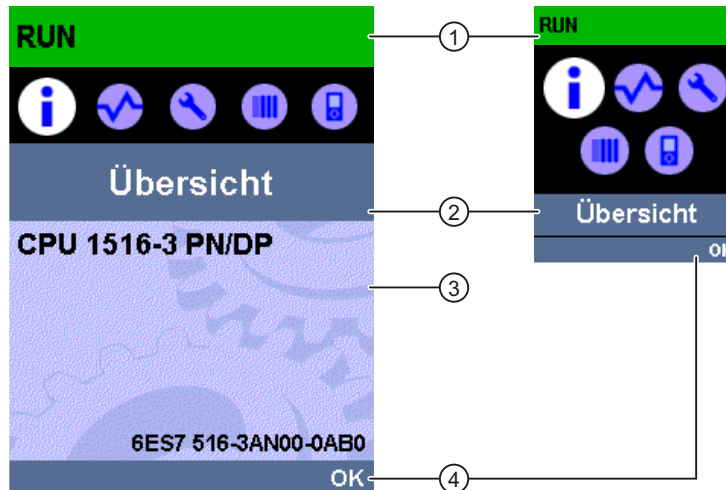 RUN
Übersicht
CPU 1516-3 PN/DP
6ES7 516-3AN00-0AB0
OK
1
2
3
4
RUN
Übersicht
OK